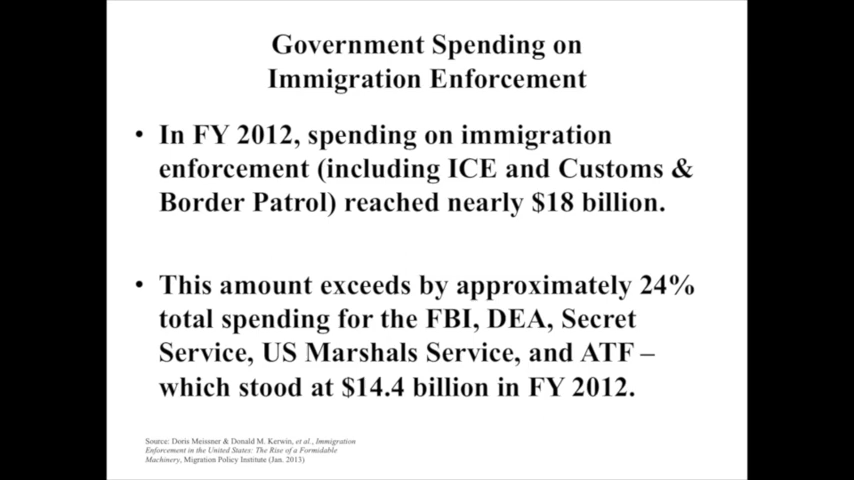 Government Spending on
Immigration Enforcement
• In FY 2012, spending on immigration
enforcement (including ICE and Customs &
Border Patrol) reached nearly $18 billion.
• This amount exceeds by approximately 24%
total spending for the FBI, DEA, Secret
Service, US Marshals Service, and ATF –
which stood at $14.4 billion in FY 2012.
Source: Doris Meissner & Donald M. Kerwin, et al., Immigration
Enforcement in the United States: The Rise of a Formidable
Machinery, Migration Policy Institute (Jan. 2013)